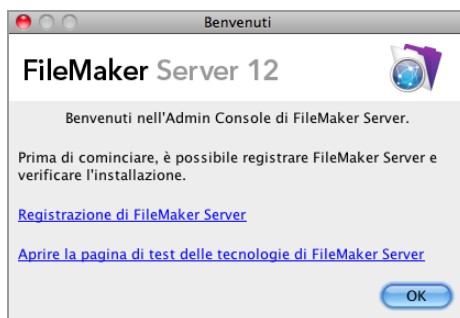 Benvenuti
FileMaker Server 12
Benvenuti nell'Admin Console di FileMaker Server.
Prima di cominciare, è possibile registrare FileMaker Server e
verificare l'installazione.
Registrazione di FileMaker Server
Aprire la pagina di test delle tecnologie di FileMaker Server
OK